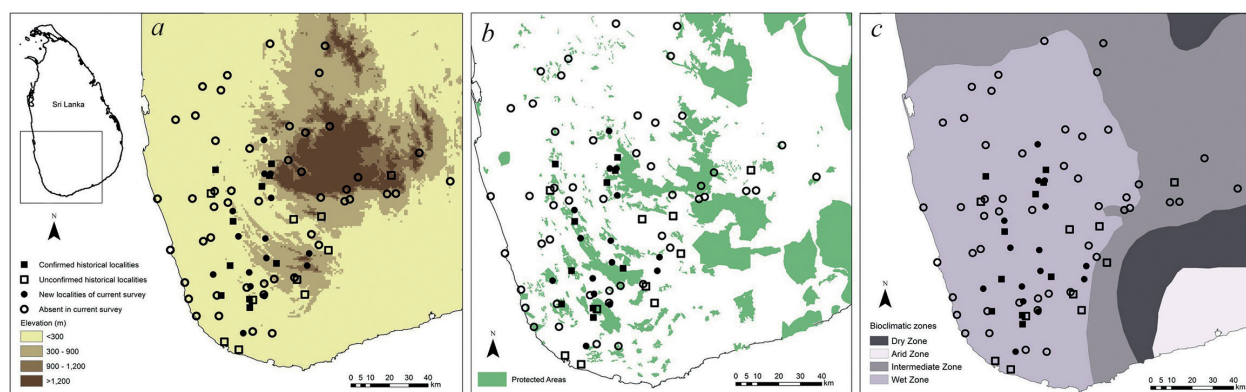 a
Sri Lanka
N
Confirmed historical localities
Unconfirmed historical localities
New localities of current survey
Absent in current survey
Elevation (m)
<300
300 - 900
900 - 1,200
>1,200
0 5 10 20 30 40
km
b
N
Protected Areas
0 5 10 20 30 40
km
c
N
Bioclimatic zones
Dry Zone
Arid Zone
Intermediate Zone
Wet Zone
0 5 10 20 30 40
km